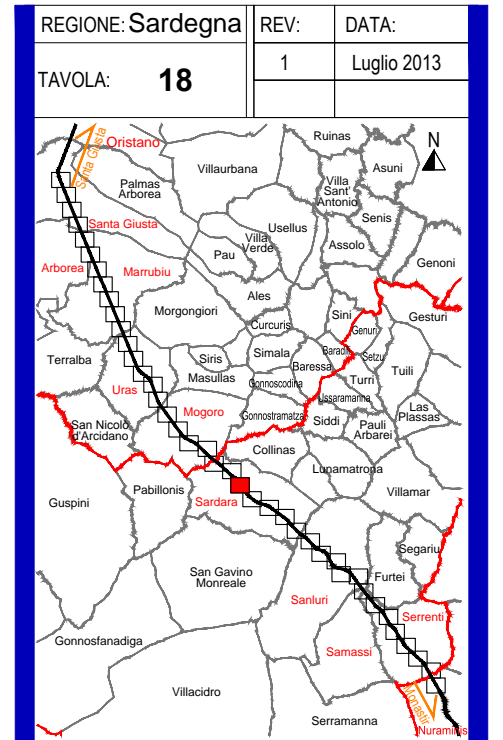 REGIONE: Sardegna
REV:
DATA:
TAVOLA: 18
1
Luglio 2013
N
Oristano
Santa Giusta
Ruinas
Villaurbana
Asuni
Palmas
Arborea
Villa
Sant'
Antonio
Senis
Santa Giusta
Usellus
Villa
Verde
Assolo
Pau
Genoni
Arborea
Marrubiu
Ales
Morgongiori
Sini
Gesturi
Curcuris
Genuri
Terralba
Siris
Simala
Baradili
Setzu
Baressa
Tuili
Masullas
Turri
Uras
Gonnoscodina
Ussaramanna
Mogoro
Gonnostramatza
Las
Plassas
San Nicolò
d'Arcidano
Siddi
Pauli
Arbarei
Collinas
Lunamatrona
Pabillonis
Villamar
Guspini
Sardara
Segariu
San Gavino
Monreale
Furtei
Sanluri
Serrenti
Gonnosfanadiga
Samassi
Villacidro
Monastir
Serramanna
Nuraminis